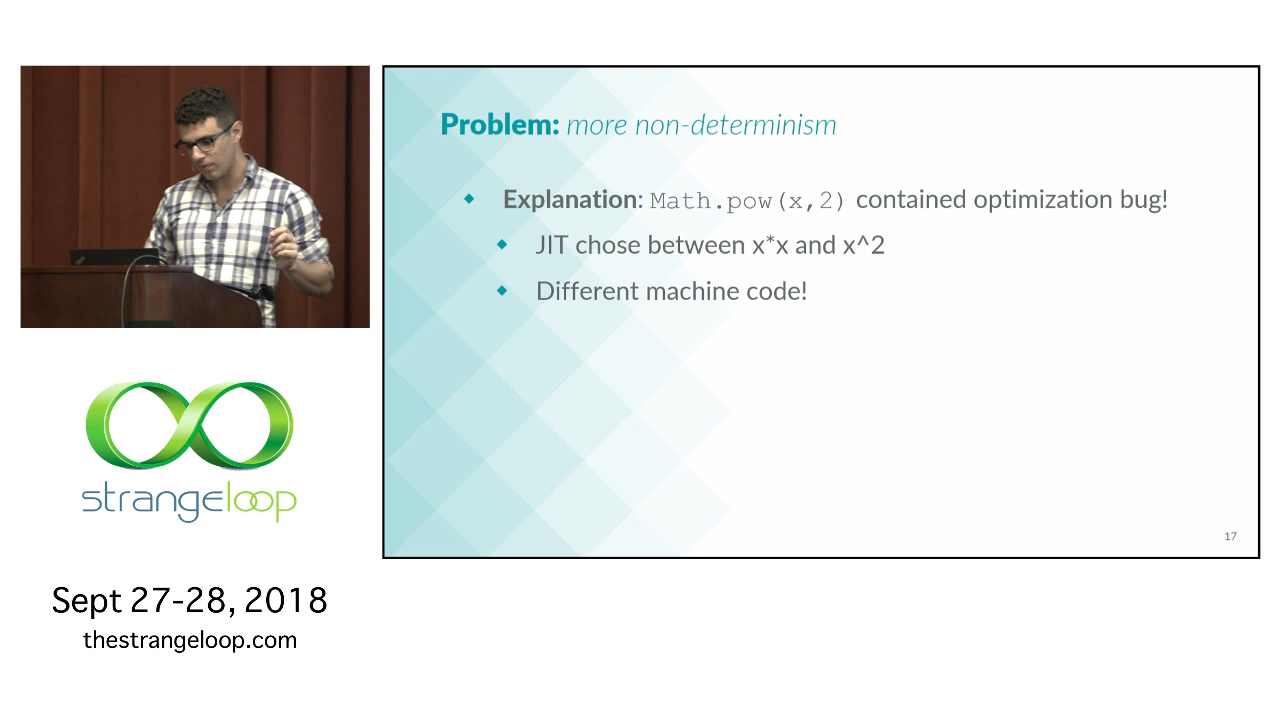 Problem: more non-determinism
Explanation: Math.pow(x,2) contained optimization bug!
JIT chose between x*x and x^2
Different machine code!
17
strangeloop
Sept 27-28, 2018
thestrangeloop.com